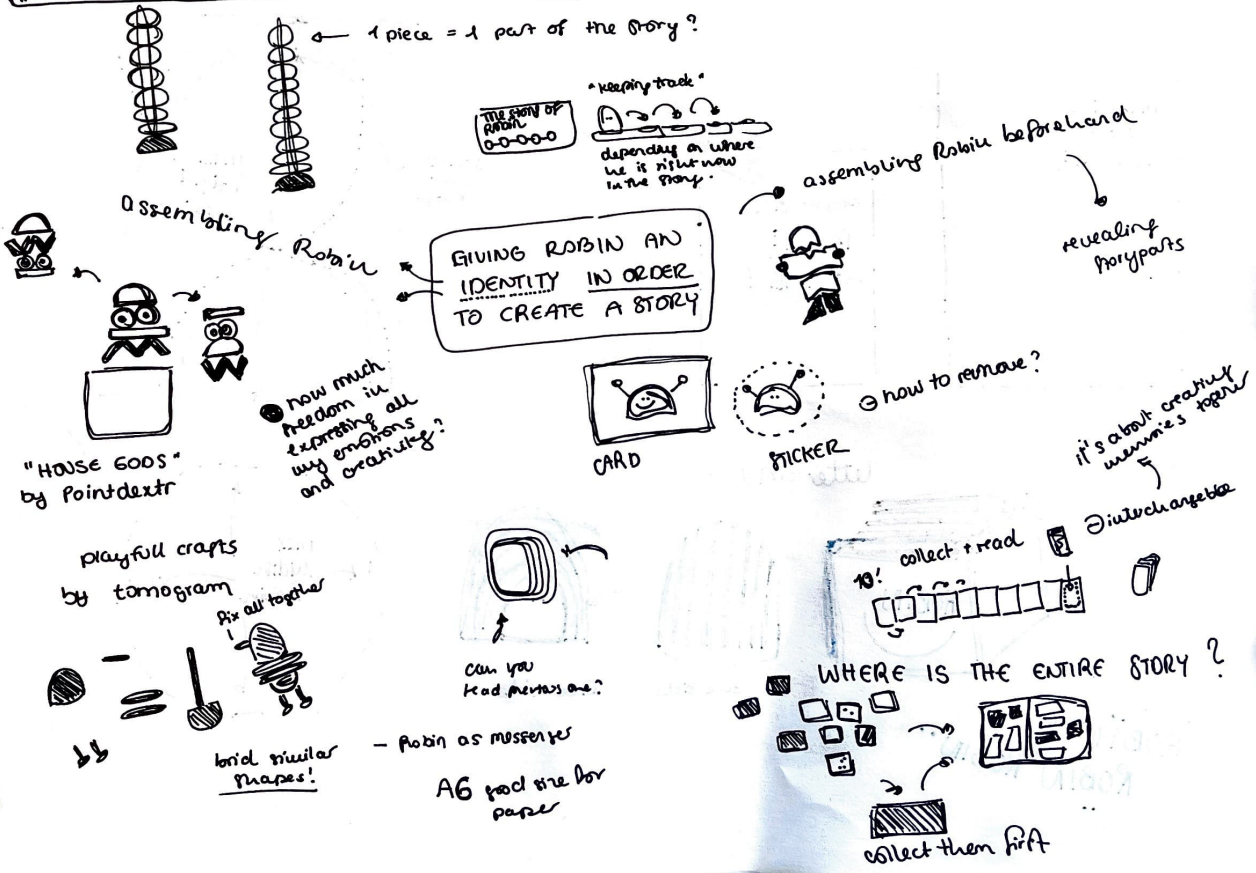 1 piece = 1 part of the story?
"keeping track"
The story of
Robin
depending on where
he is right now
in the story.
assembling Robin beforehand
revealing
storyparts
assembling Robin
GIVING ROBIN AN
IDENTITY IN ORDER
TO CREATE A STORY
how much
freedom in
expressing all
my emotions
and creativity?
"HOUSE GODS"
by Pointdextr
CARD
STICKER
how to remove?
it's about creating
memories together
interchangeble
playfull crafts
by tomogram
fix all together
collect + read
10!
can you
read previous one?
WHERE IS THE ENTIRE STORY?
similar
shapes!
- Robin as messenger
A6 good size for
paper
collect them first